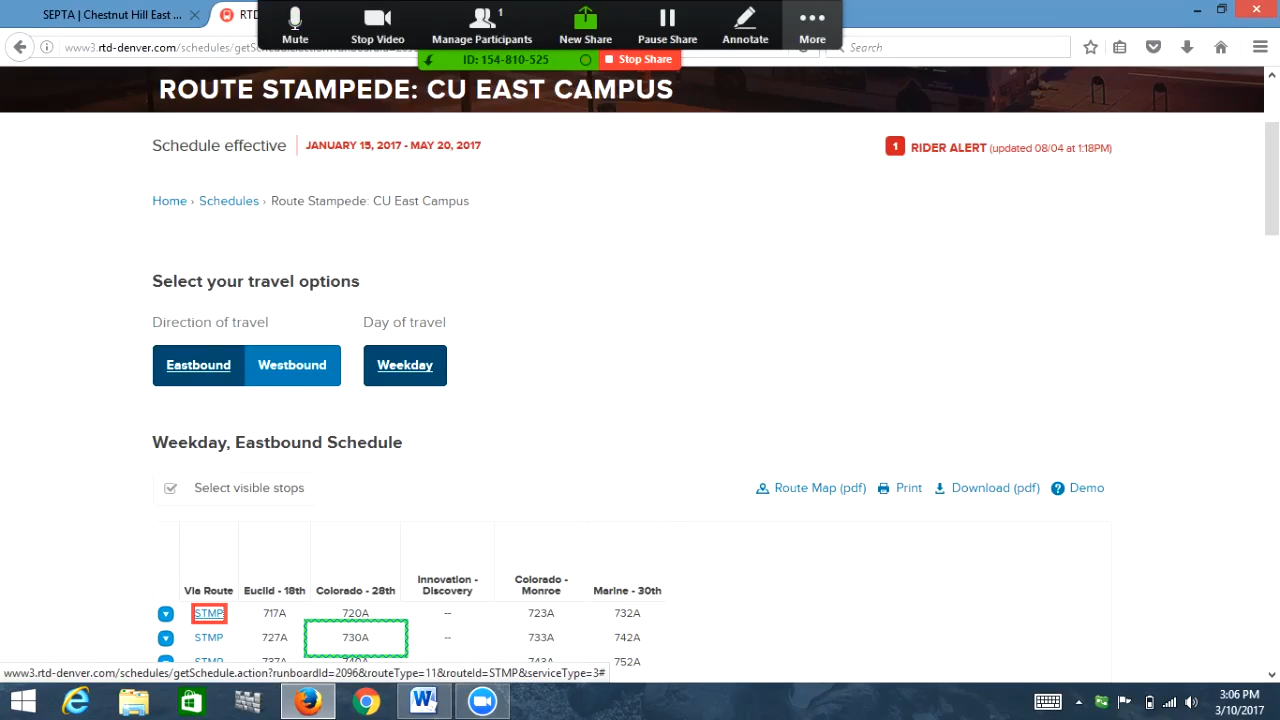 SEPTA | Chestnut Hill East
RTD
Mute
Stop Video
1
Manage Participants
New Share
Pause Share
Annotate
More
www3.rtd-denver.com/schedules/getSchedule.action?runboardId=2096
Search
ID: 154-810-525
Stop Share
ROUTE STAMPEDE: CU EAST CAMPUS
Schedule effective JANUARY 15, 2017 - MAY 20, 2017
1 RIDER ALERT (updated 08/04 at 1:18PM)
Home › Schedules › Route Stampede: CU East Campus
Select your travel options
Direction of travel Day of travel
Eastbound Westbound Weekday
Weekday, Eastbound Schedule
Select visible stops Route Map (pdf) Print Download (pdf) ? Demo
Via Route Euclid - 18th Colorado - 28th Innovation - Discovery Colorado - Monroe Marine - 30th
STMP 717A 720A -- 723A 732A
STMP 727A 730A -- 733A 742A
STMP 737A 740A -- 743A 752A
www3.rtd-denver.com/schedules/getSchedule.action?runboardId=2096&routeType=11&routeId=STMP&serviceType=3#
3:06 PM
3/10/2017